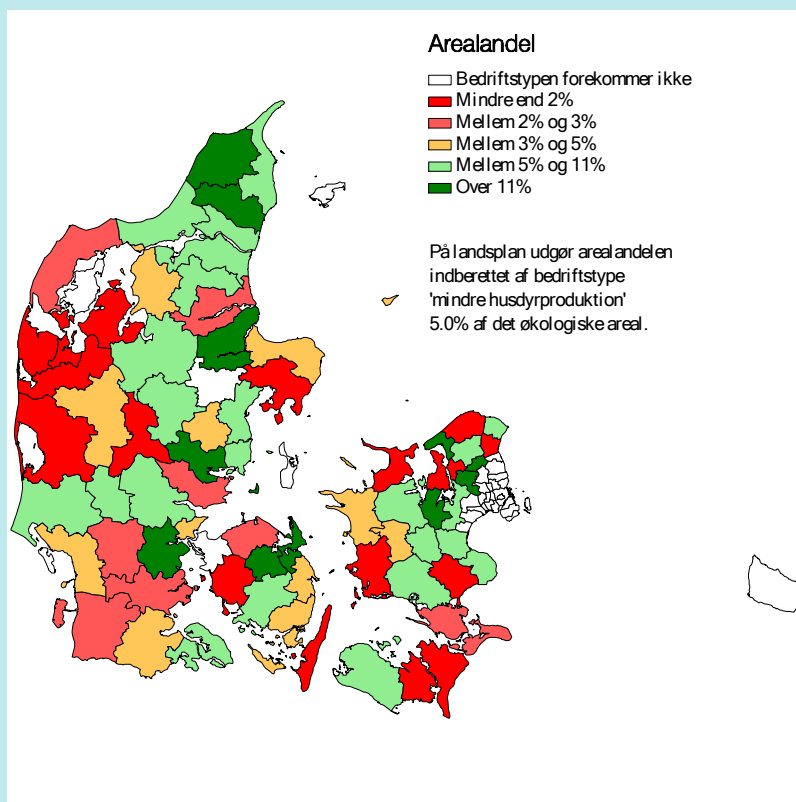 Arealandel
Bedriftstypen forekommer ikke
Mindre end 2%
Mellem 2% og 3%
Mellem 3% og 5%
Mellem 5% og 11%
Over 11%
På landsplan udgør arealandelen
indberettet af bedriftstype
'mindre husdyrproduktion'
5.0% af det økologiske areal.